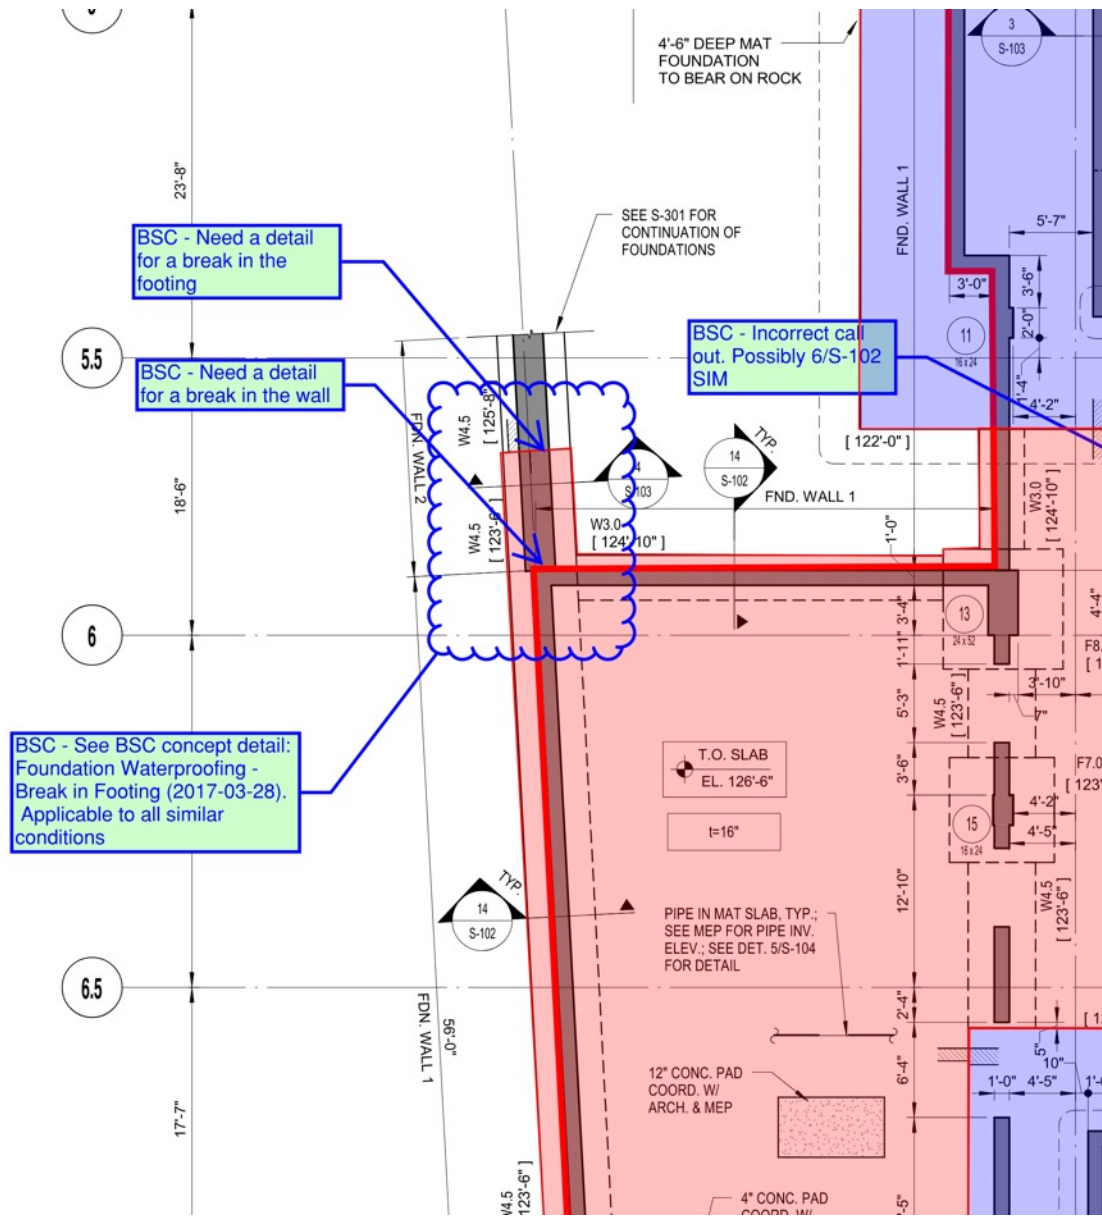 3
S-103
4'-6" DEEP MAT
FOUNDATION
TO BEAR ON ROCK
23'-8"
FND. WALL 1
SEE S-301 FOR
CONTINUATION OF
FOUNDATIONS
5'-7"
BSC - Need a detail
for a break in the
footing
3'-6"
3'-0"
2'-0"
11
16 x 24
BSC - Incorrect call
out. Possibly 6/S-102
SIM
5.5
BSC - Need a detail
for a break in the wall
1'-4"
4'-2"
FDN. WALL 2
W4.5
[ 125'-8" ]
TYP.
[ 122'-0" ]
4
S-103
14
S-102
FND. WALL 1
W3.0
[ 124'-10" ]
18'-6"
W4.5
[ 123'-6" ]
W3.0
[ 124'-10" ]
1'-0"
3'-4"
13
24 x 52
4'-4"
6
1'-11"
F8.
3'-10"
7"
W4.5
[ 123'-6" ]
5'-3"
BSC - See BSC concept detail:
Foundation Waterproofing -
Break in Footing (2017-03-28).
Applicable to all similar
conditions
T.O. SLAB
EL. 126'-6"
3'-6"
F7.0
[ 123'
4'-2"
t=16"
15
16 x 24
4'-5"
TYP.
14
S-102
12'-10"
W4.5
[ 123'-6" ]
PIPE IN MAT SLAB, TYP.;
SEE MEP FOR PIPE INV.
ELEV.; SEE DET. 5/S-104
FOR DETAIL
6.5
2'-4"
FDN. WALL 1
56'-0"
5"
10"
6'-4"
12" CONC. PAD
COORD. W/
ARCH. & MEP
1'-0"
4'-5"
17'-7"
W4.5
123'-6" ]
4" CONC. PAD
COORD. W/